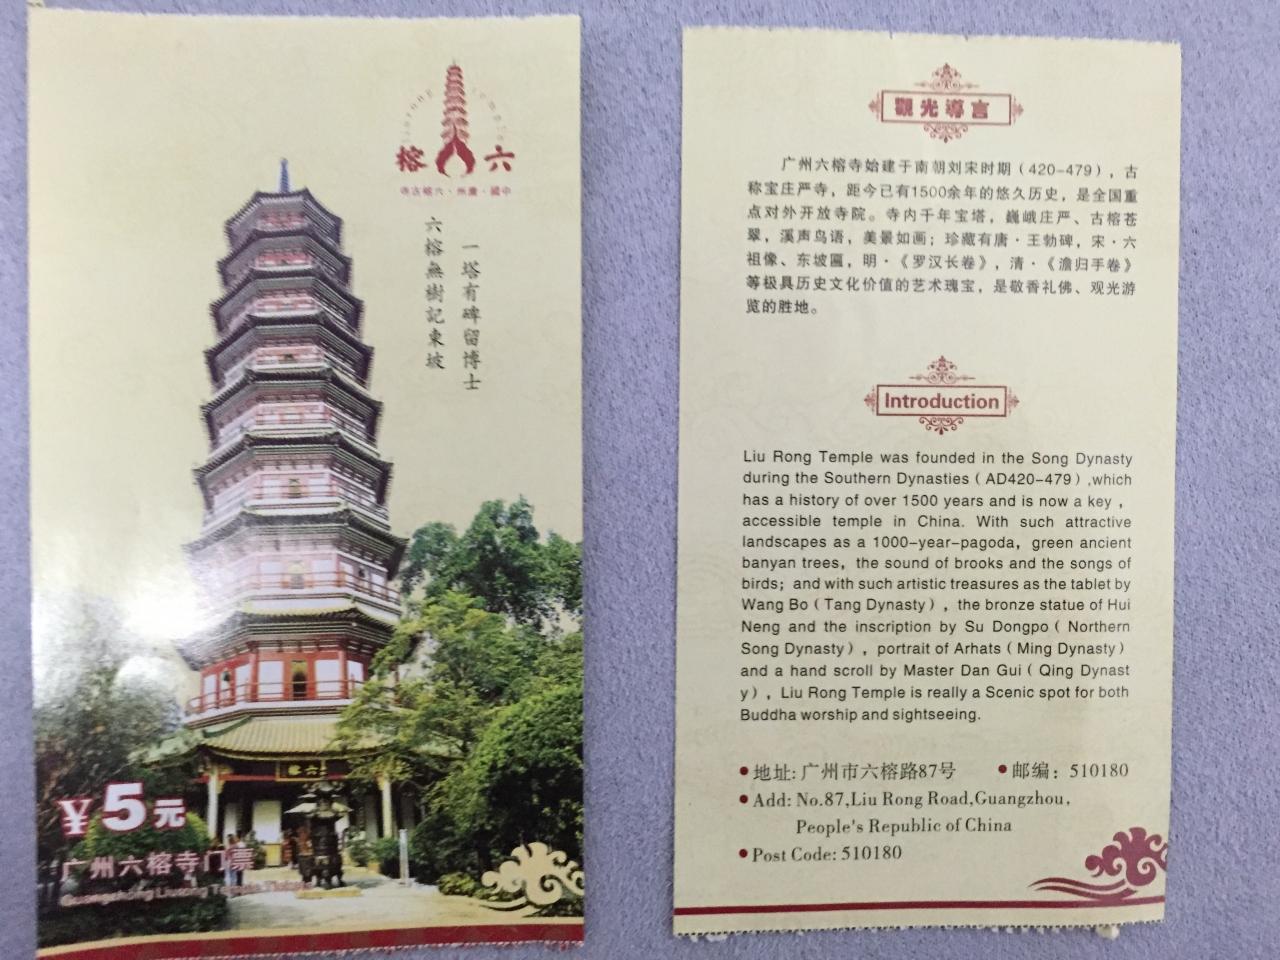 榕 六
寺古榕六·州廣·國中
一塔有碑留博士
六榕無樹記東坡
¥5元
广州六榕寺门票
Guangzhong Liurong Temple Ticket
觀光導言
广州六榕寺始建于南朝刘宋时期（420-479），古
称宝庄严寺，距今已有1500余年的悠久历史，是全国重
点对外开放寺院。寺内千年宝塔，巍峨庄严、古榕苍
翠，溪声鸟语，美景如画；珍藏有唐·王勃碑，宋·六
祖像、东坡匾，明·《罗汉长卷》，清·《澹归手卷》
等极具历史文化价值的艺术瑰宝，是敬香礼佛、观光游
览的胜地。
Introduction
Liu Rong Temple was founded in the Song Dynasty
during the Southern Dynasties（AD420-479）,which
has a history of over 1500 years and is now a key，
accessible temple in China. With such attractive
landscapes as a 1000-year-pagoda，green ancient
banyan trees，the sound of brooks and the songs of
birds；and with such artistic treasures as the tablet by
Wang Bo（Tang Dynasty），the bronze statue of Hui
Neng and the inscription by Su Dongpo（Northern
Song Dynasty），portrait of Arhats（Ming Dynasty）
and a hand scroll by Master Dan Gui（Qing Dynast
y），Liu Rong Temple is really a Scenic spot for both
Buddha worship and sightseeing.
•地址: 广州市六榕路87号 •邮编：510180
•Add: No.87,Liu Rong Road,Guangzhou,
People's Republic of China
•Post Code: 510180